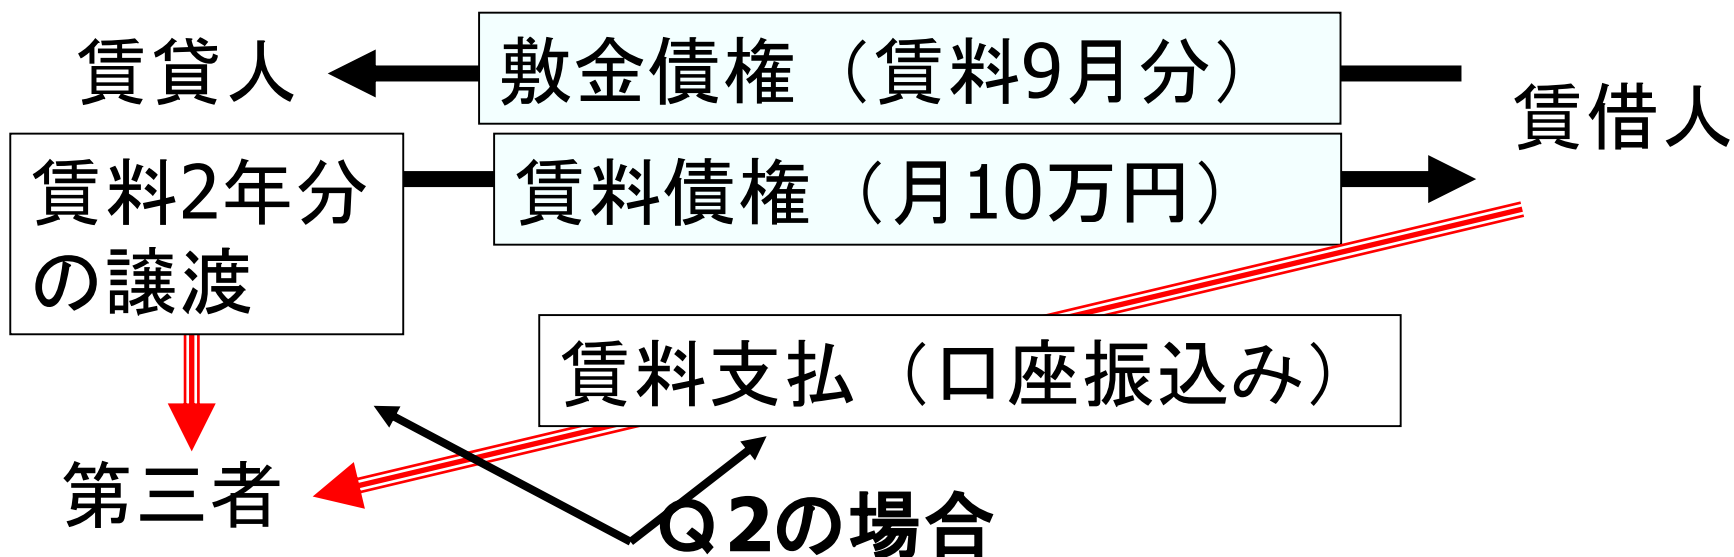 賃貸人
敷金債権（賃料9月分）
賃借人
賃料2年分
の譲渡
賃料債権（月10万円）
賃料支払（口座振込み）
第三者
Q2の場合